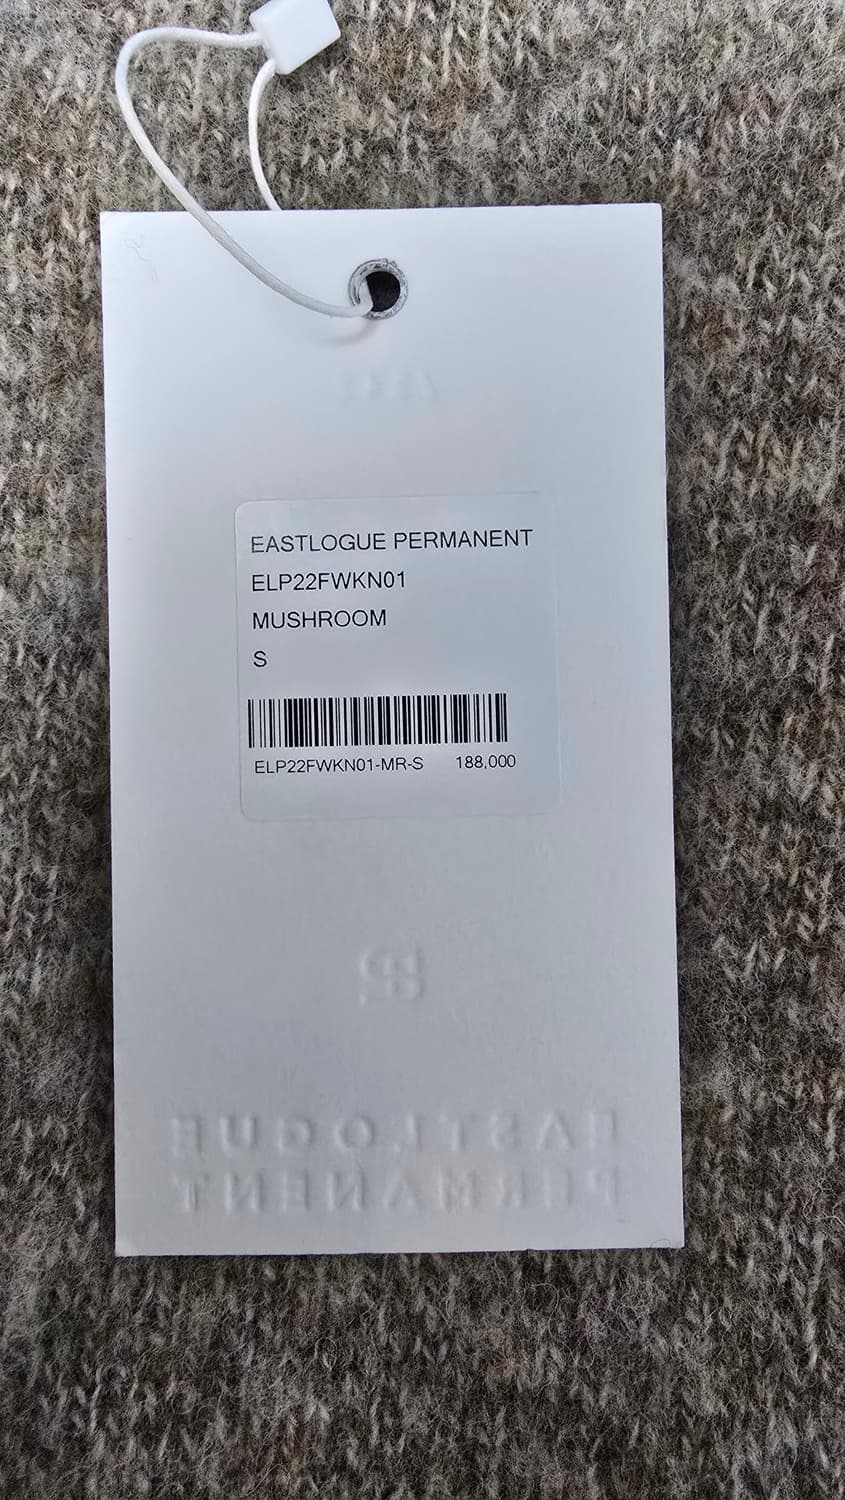 EASTLOGUE PERMANENT
ELP22FWKN01
MUSHROOM
S
ELP22FWKN01-MR-S 188,000
EASTLOGUE
PERMANENT